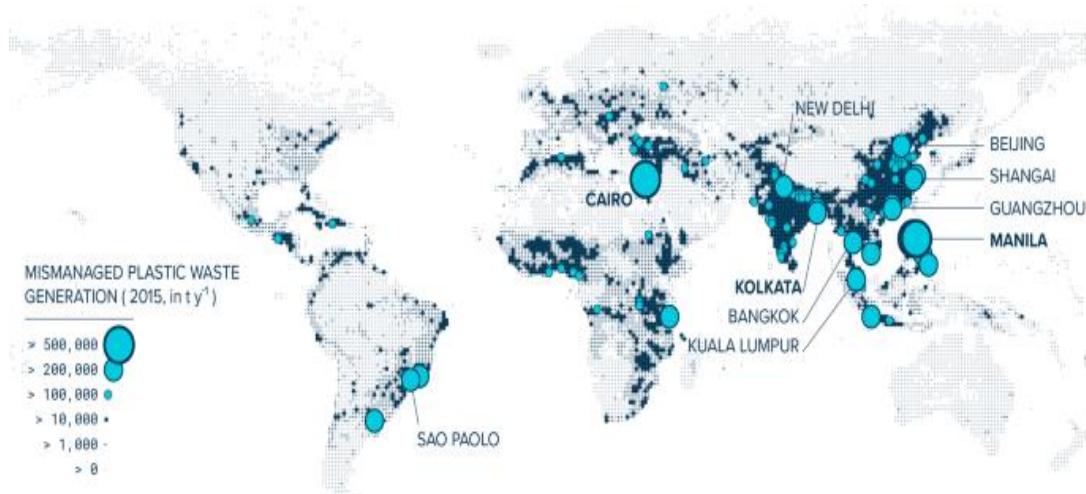 NEW DELHI
BEIJING
SHANGAI
GUANGZHOU
CAIRO
MANILA
KOLKATA
BANGKOK
KUALA LUMPUR
SAO PAOLO
MISMANAGED PLASTIC WASTE
GENERATION ( 2015, in t y⁻¹ )
> 500,000
> 200,000
> 100,000
> 10,000
> 1,000
> 0